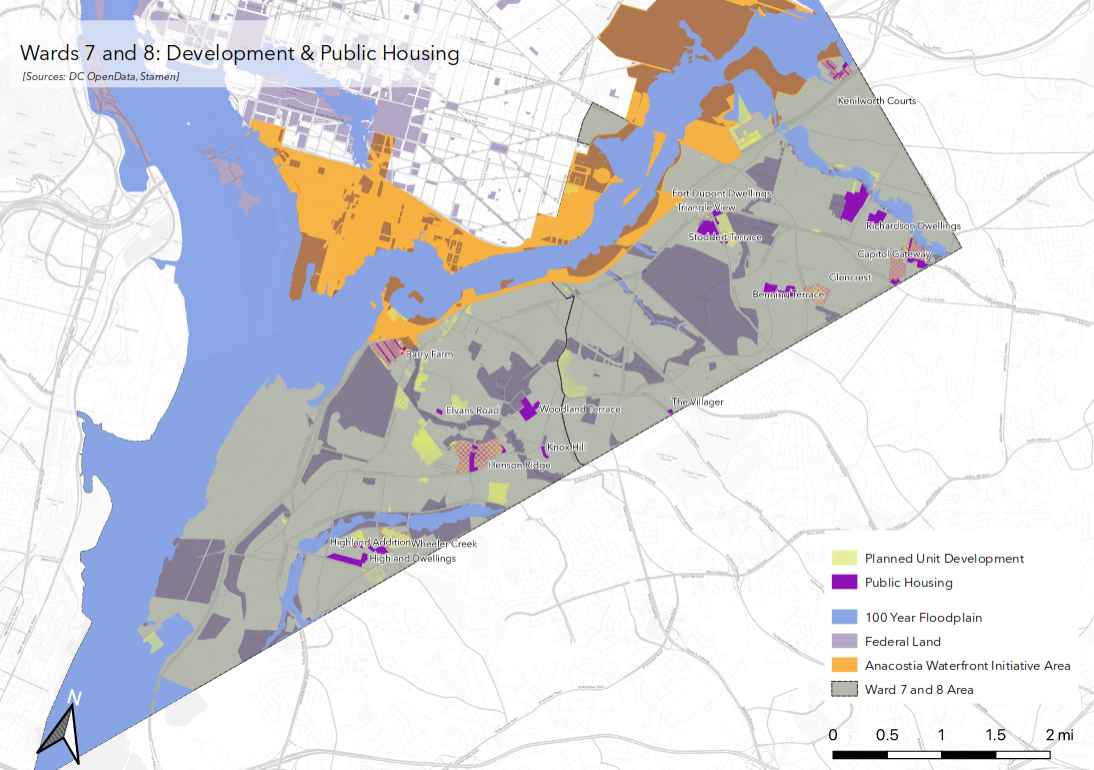 Wards 7 and 8: Development & Public Housing
[Sources: DC OpenData, Stamen]
Kenilworth Courts
Fort Dupont Dwellings
Triangle View
Richardson Dwellings
Stoddert Terrace
Capitol Gateway
Glencrest
Benning Terrace
Barry Farm
The Villager
Elvans Road
Woodland Terrace
Knox Hill
Henson Ridge
Highland Addition
Wheeler Creek
Highland Dwellings
Planned Unit Development
Public Housing
100 Year Floodplain
Federal Land
Anacostia Waterfront Initiative Area
Ward 7 and 8 Area
N
0 0.5 1 1.5 2 mi